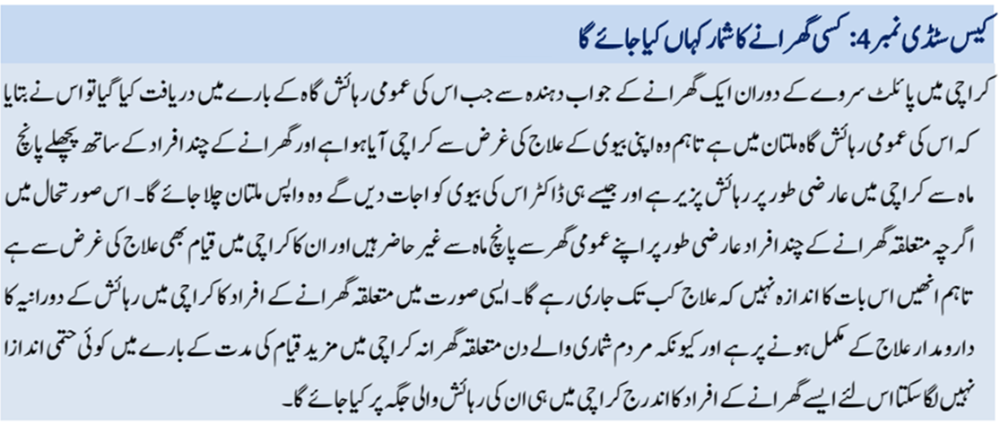 کیس سٹڈی نمبر 4: کسی گھرانے کا شمار کہاں کیا جائے گا
کراچی میں پائلٹ سروے کے دوران ایک گھرانے کے جواب دہندہ سے جب اس کی عمومی رہائش گاہ کے بارے میں دریافت کیا گیا تو اس نے بتایا
کہ اس کی عمومی رہائش گاہ ملتان میں ہے تاہم وہ اپنی بیوی کے علاج کی غرض سے کراچی آیا ہوا ہے اور گھرانے کے چند افراد کے ساتھ پچھلے پانچ
ماہ سے کراچی میں عارضی طور پر رہائش پزیر ہے اور جیسے ہی ڈاکٹر اس کی بیوی کو اجات دیں گے وہ واپس ملتان چلا جائے گا۔ اس صورتحال میں
اگرچہ متعلقہ گھرانے کے چند افراد عارضی طور پر اپنے عمومی گھر سے پانچ ماہ سے غیر حاضر ہیں اور ان کا کراچی میں قیام بھی علاج کی غرض سے ہے
تاہم انھیں اس بات کا اندازہ نہیں کہ علاج کب تک جاری رہے گا۔ ایسی صورت میں متعلقہ گھرانے کے افراد کا کراچی میں رہائش کے دورانیہ کا
دارومدار علاج کے مکمل ہونے پر ہے اور کیونکہ مردم شماری والے دن متعلقہ گھرانہ کراچی میں مزید قیام کی مدت کے بارے میں کوئی حتمی اندازا
نہیں لگا سکتا اس لئے ایسے گھرانے کے افراد کا اندرج کراچی میں ہی ان کی رہائش والی جگہ پر کیا جائے گا۔